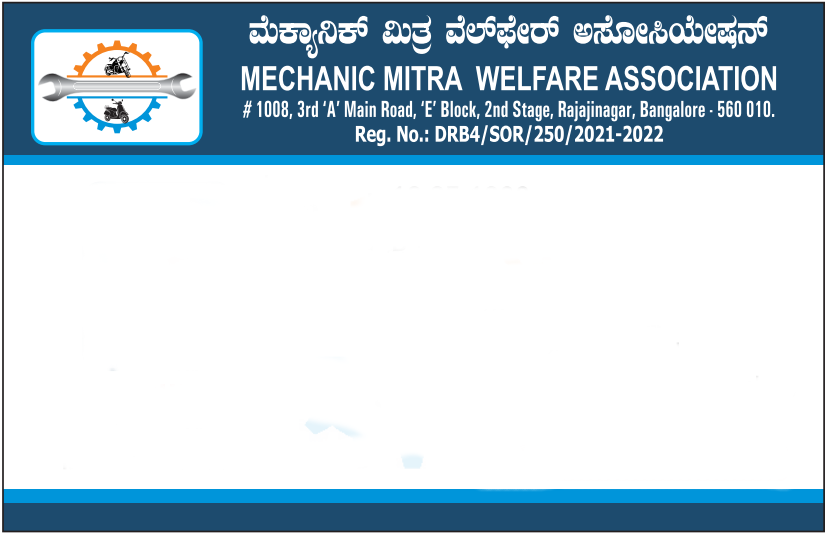 ಮೆಕ್ಯಾನಿಕ್ ಮಿತ್ರ ವೆಲ್‌ಫೇರ್ ಅಸೋಸಿಯೇಷನ್
MECHANIC MITRA WELFARE ASSOCIATION
# 1008, 3rd ‘A’ Main Road, ‘E’ Block, 2nd Stage, Rajajinagar, Bangalore - 560 010.
Reg. No.: DRB4/SOR/250/2021-2022